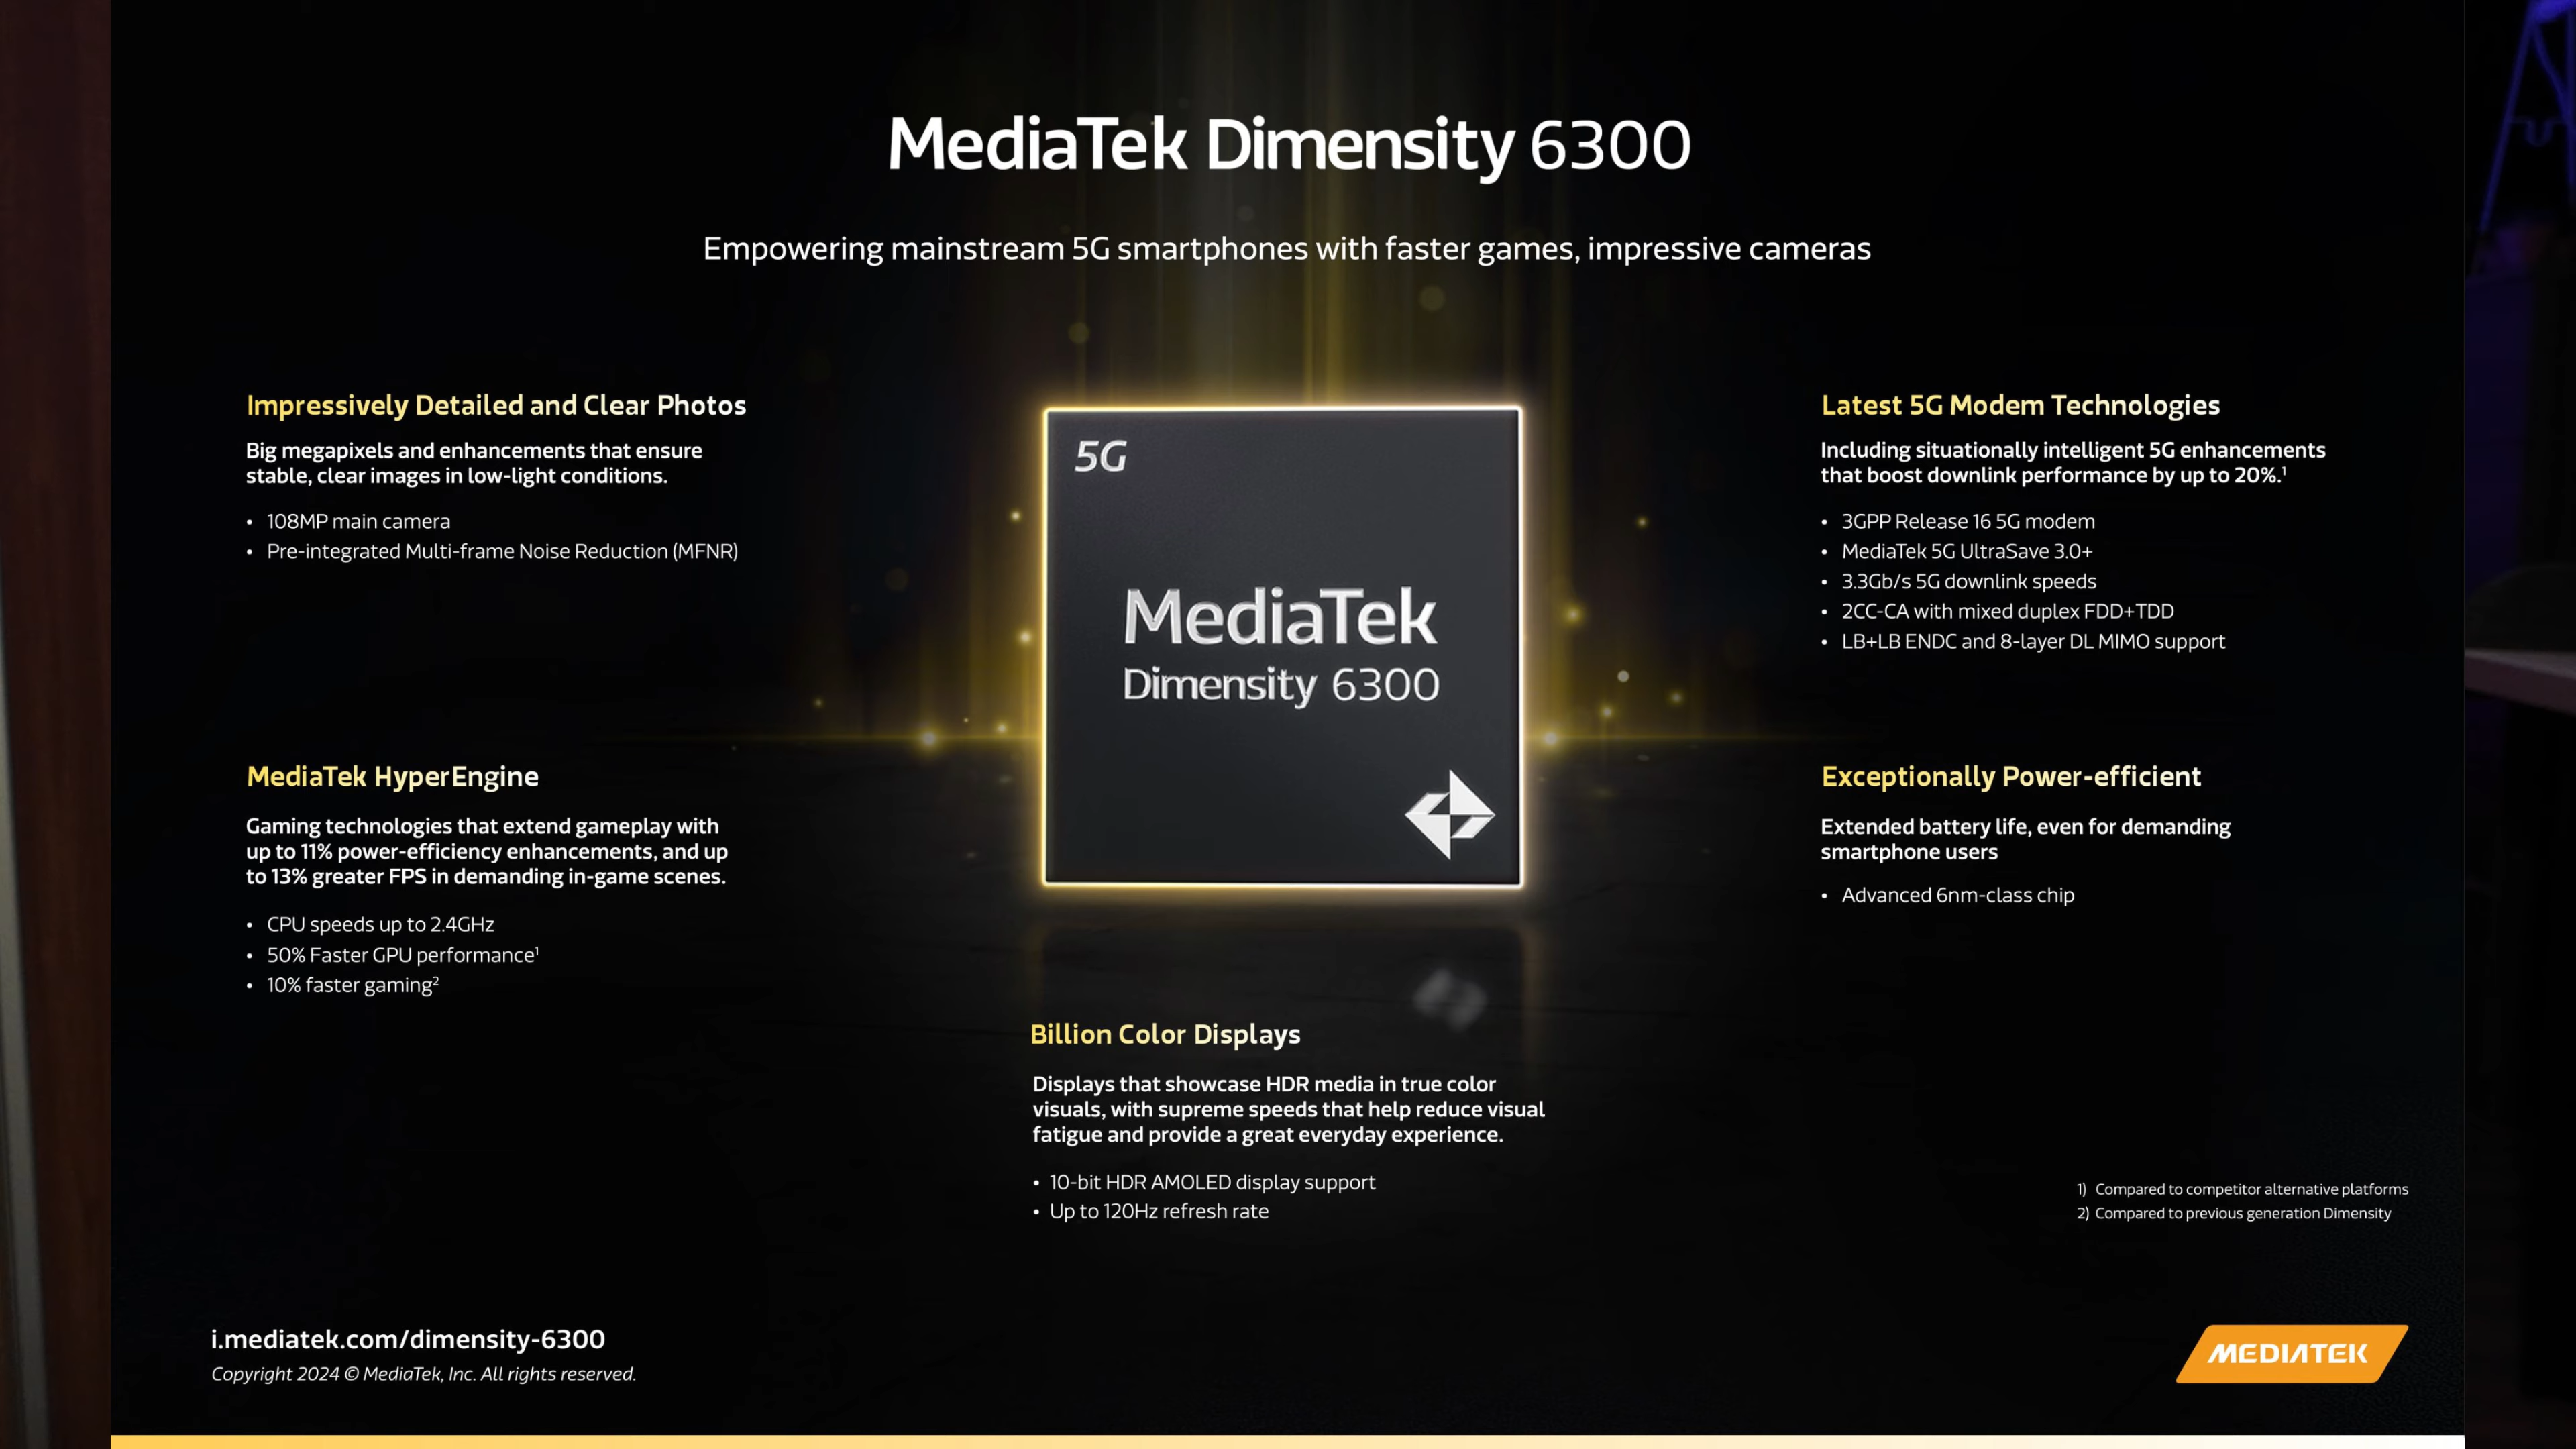 MediaTek Dimensity 6300
Empowering mainstream 5G smartphones with faster games, impressive cameras
Impressively Detailed and Clear Photos
Big megapixels and enhancements that ensure
stable, clear images in low-light conditions.
• 108MP main camera
• Pre-integrated Multi-frame Noise Reduction (MFNR)
MediaTek HyperEngine
Gaming technologies that extend gameplay with
up to 11% power-efficiency enhancements, and up
to 13% greater FPS in demanding in-game scenes.
• CPU speeds up to 2.4GHz
• 50% Faster GPU performance¹
• 10% faster gaming²
5G
MediaTek
Dimensity 6300
Billion Color Displays
Displays that showcase HDR media in true color
visuals, with supreme speeds that help reduce visual
fatigue and provide a great everyday experience.
• 10-bit HDR AMOLED display support
• Up to 120Hz refresh rate
Latest 5G Modem Technologies
Including situationally intelligent 5G enhancements
that boost downlink performance by up to 20%.¹
• 3GPP Release 16 5G modem
• MediaTek 5G UltraSave 3.0+
• 3.3Gb/s 5G downlink speeds
• 2CC-CA with mixed duplex FDD+TDD
• LB+LB ENDC and 8-layer DL MIMO support
Exceptionally Power-efficient
Extended battery life, even for demanding
smartphone users
• Advanced 6nm-class chip
1) Compared to competitor alternative platforms
2) Compared to previous generation Dimensity
i.mediatek.com/dimensity-6300
Copyright 2024 © MediaTek, Inc. All rights reserved.
MEDIATEK